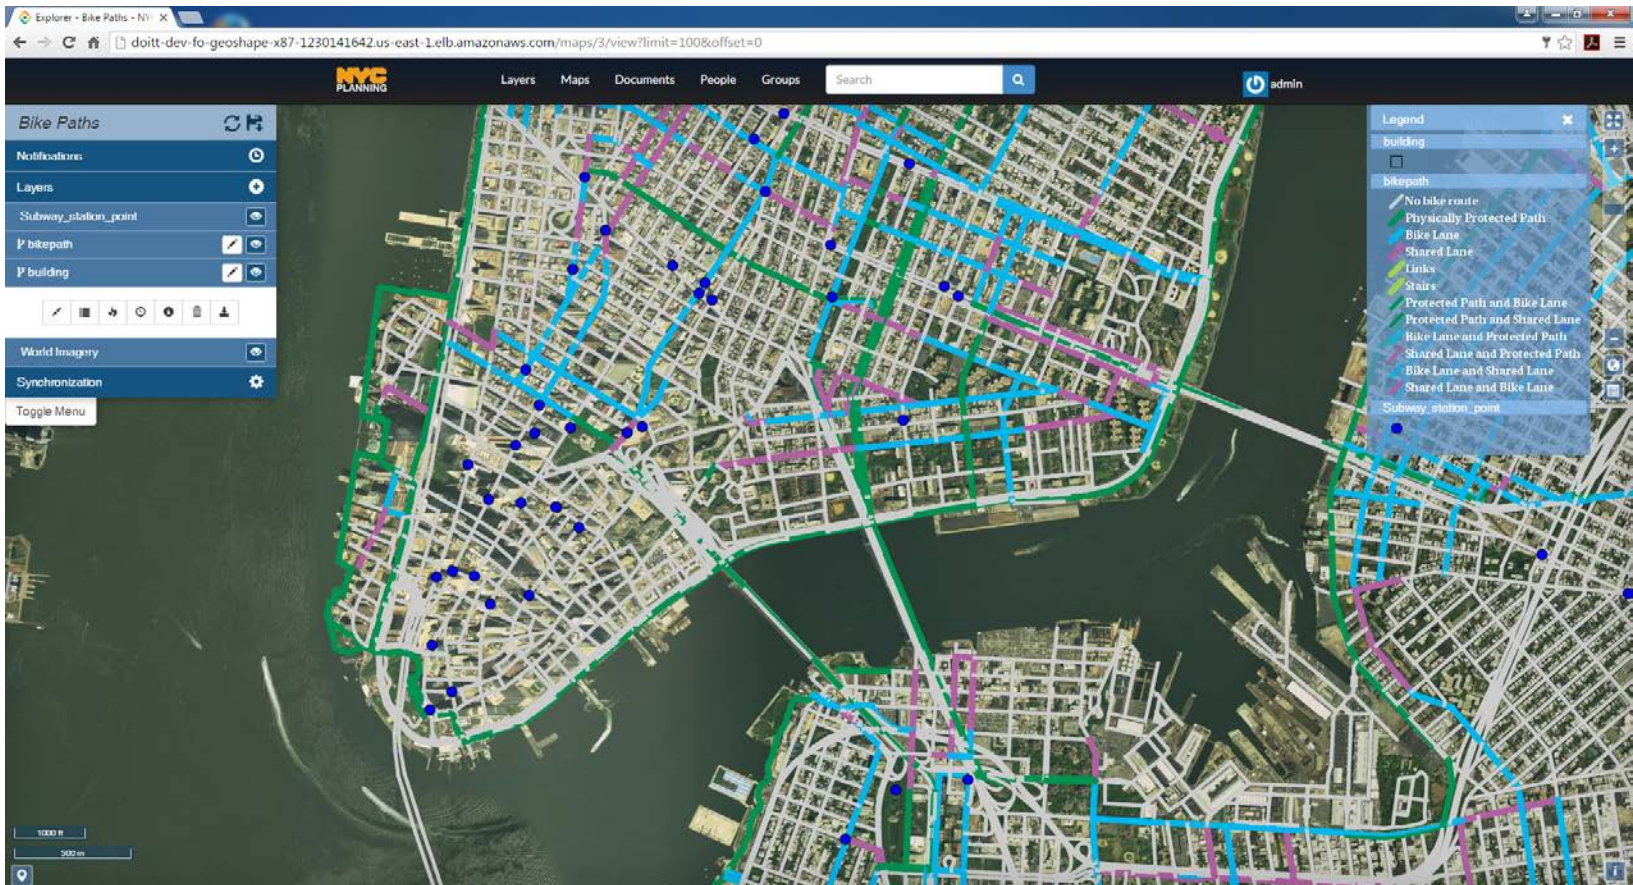 Explorer - Bike Paths - NY
doitt-dev-fo-geoshape-x87-1230141642.us-east-1.elb.amazonaws.com/maps/3/view?limit=100&offset=0
NYC
PLANNING
Layers
Maps
Documents
People
Groups
Search
admin
Bike Paths
Notifications
Layers
Subway_station_point
bikepath
building
World Imagery
Synchronization
Toggle Menu
Legend
building
bikepath
No bike route
Physically Protected Path
Bike Lane
Shared Lane
Links
Stairs
Protected Path and Bike Lane
Protected Path and Shared Lane
Bike Lane and Protected Path
Shared Lane and Protected Path
Bike Lane and Shared Lane
Shared Lane and Bike Lane
Subway_station_point
1000 ft
500 m